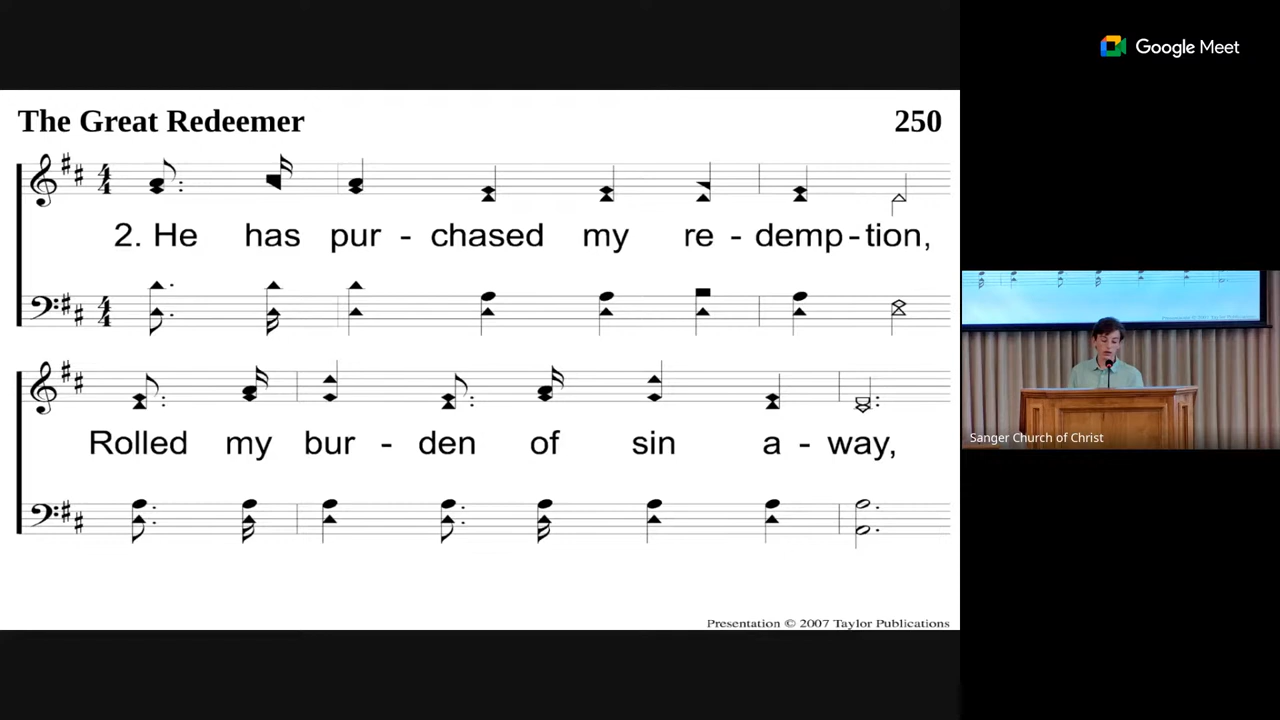 Google Meet
The Great Redeemer 250
2. He has pur - chased my re - demp - tion,
Rolled my bur - den of sin a - way,
Presentation © 2007 Taylor Publications
Sanger Church of Christ